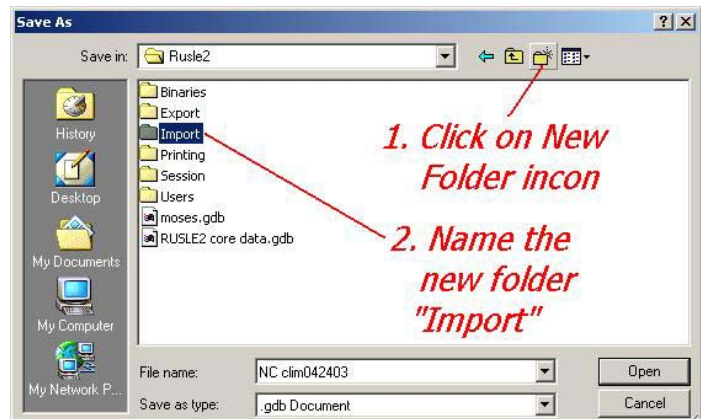 Save As
Save in:
Rusle2
History
Desktop
My Documents
My Computer
My Network P...
Binaries
Export
Import
Printing
Session
Users
moses.gdb
RUSLE2 core data.gdb
1. Click on New
Folder incon
2. Name the
new folder
"Import"
File name:
NC clim042403
Open
Save as type:
.gdb Document
Cancel